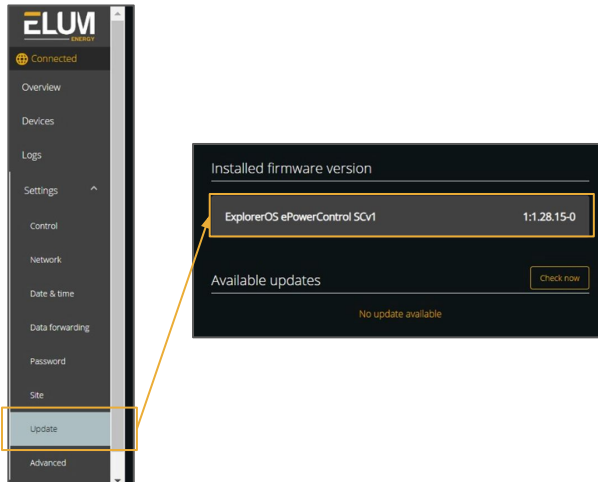 ELUM
ENERGY
Connected
Overview
Devices
Logs
Settings
Control
Network
Date & time
Data forwarding
Password
Site
Update
Advanced
Installed firmware version
ExplorerOS ePowerControl SCv1 1:1.28.15-0
Available updates Check now
No update available